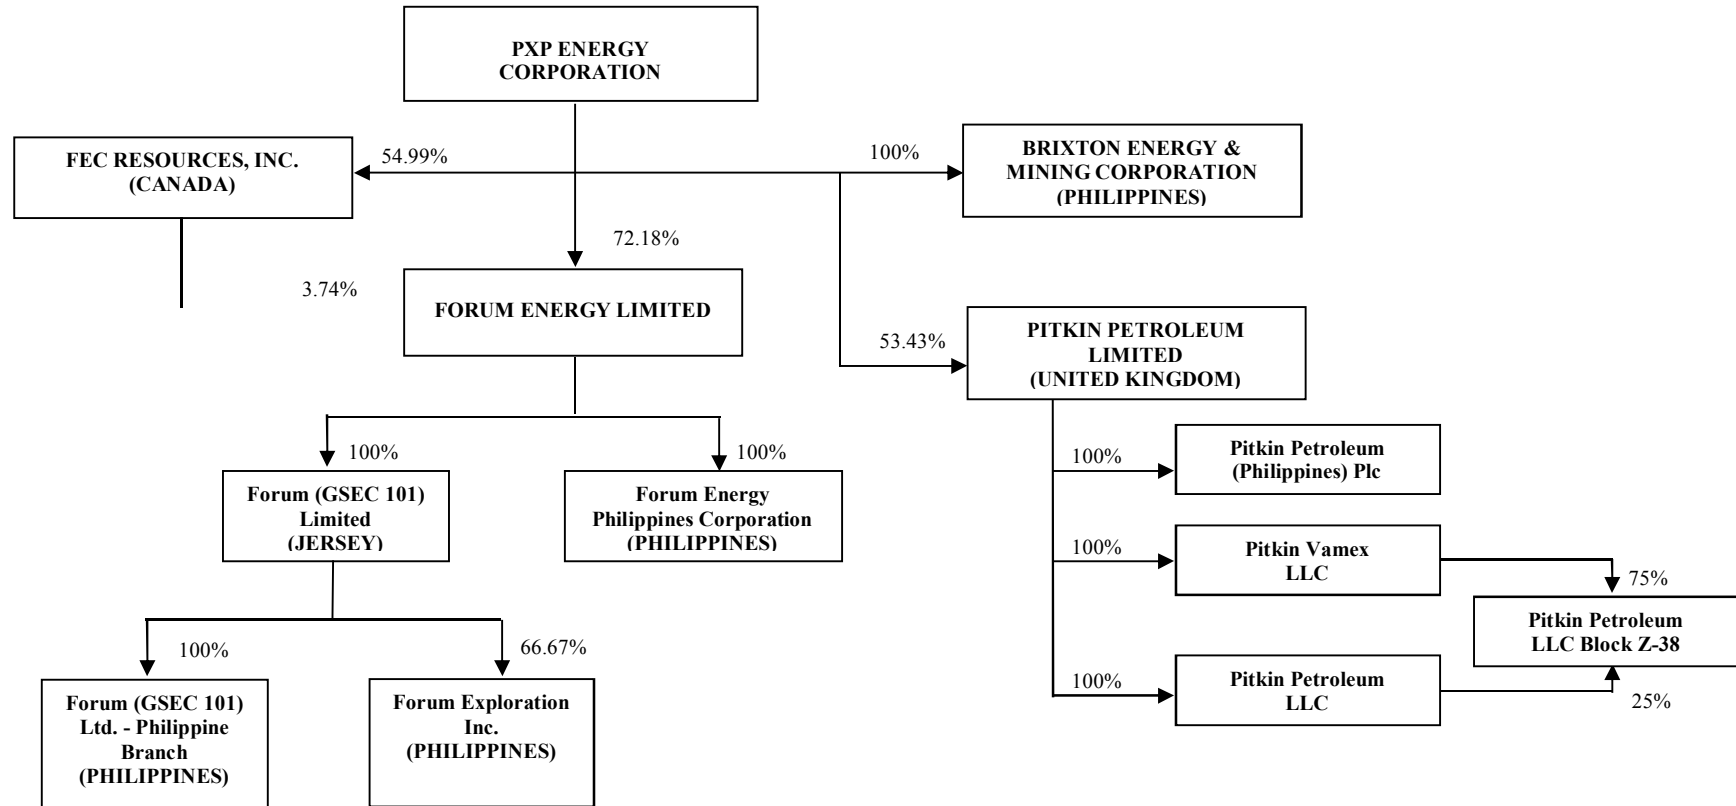 PXP ENERGY
CORPORATION
FEC RESOURCES, INC.
(CANADA)
54.99%
100%
BRIXTON ENERGY &
MINING CORPORATION
(PHILIPPINES)
72.18%
3.74%
FORUM ENERGY LIMITED
53.43%
PITKIN PETROLEUM
LIMITED
(UNITED KINGDOM)
100%
100%
Forum (GSEC 101)
Limited
(JERSEY)
Forum Energy
Philippines Corporation
(PHILIPPINES)
100%
Pitkin Petroleum
(Philippines) Plc
100%
Pitkin Vamex
LLC
75%
Pitkin Petroleum
LLC Block Z-38
100%
Pitkin Petroleum
LLC
25%
100%
66.67%
Forum (GSEC 101)
Ltd. - Philippine
Branch
(PHILIPPINES)
Forum Exploration
Inc.
(PHILIPPINES)